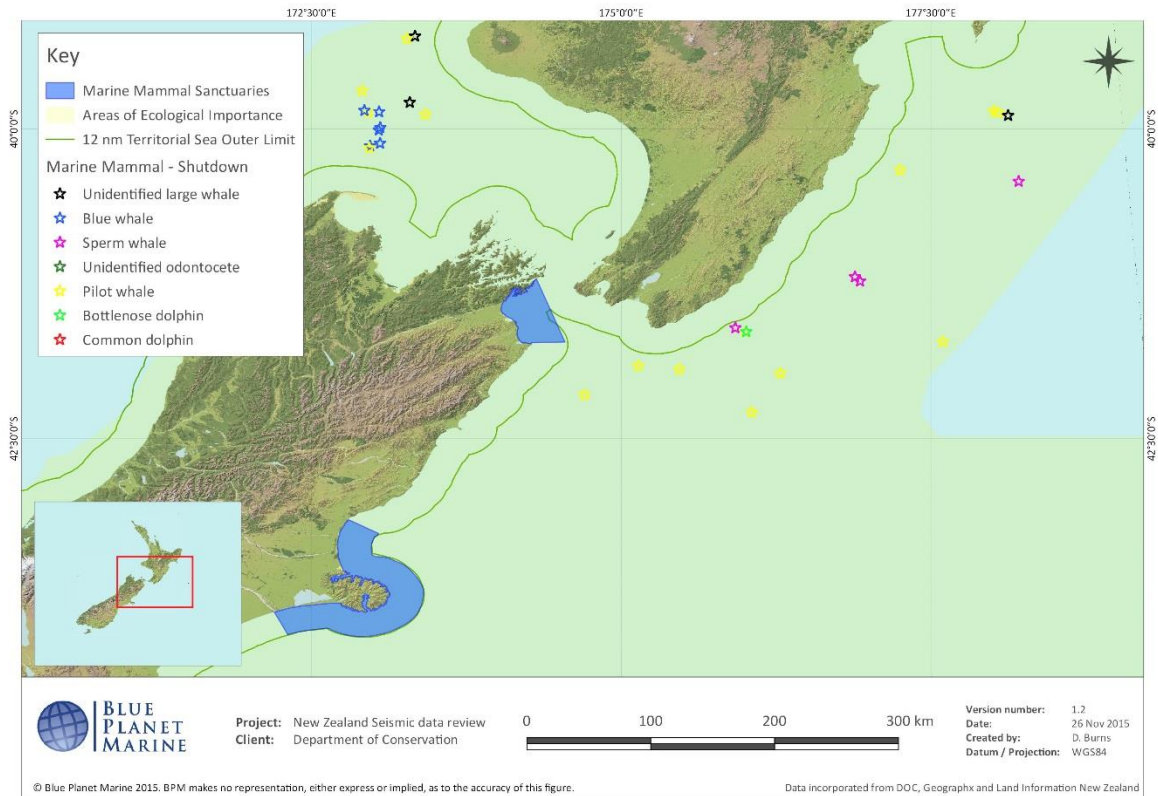 172°30'0"E 175°0'0"E 177°30'0"E
Key
Marine Mammal Sanctuaries
Areas of Ecological Importance
12 nm Territorial Sea Outer Limit
Marine Mammal - Shutdown
Unidentified large whale
Blue whale
Sperm whale
Unidentified odontocete
Pilot whale
Bottlenose dolphin
Common dolphin
40°0'0"S
40°0'0"S
42°30'0"S
42°30'0"S
BLUE
PLANET
MARINE
Project: New Zealand Seismic data review
Client: Department of Conservation
0 100 200 300 km
Version number: 1.2
Date: 26 Nov 2015
Created by: D. Burns
Datum / Projection: WGS84
© Blue Planet Marine 2015. BPM makes no representation, either express or implied, as to the accuracy of this figure.
Data incorporated from DOC, Geographx and Land Information New Zealand